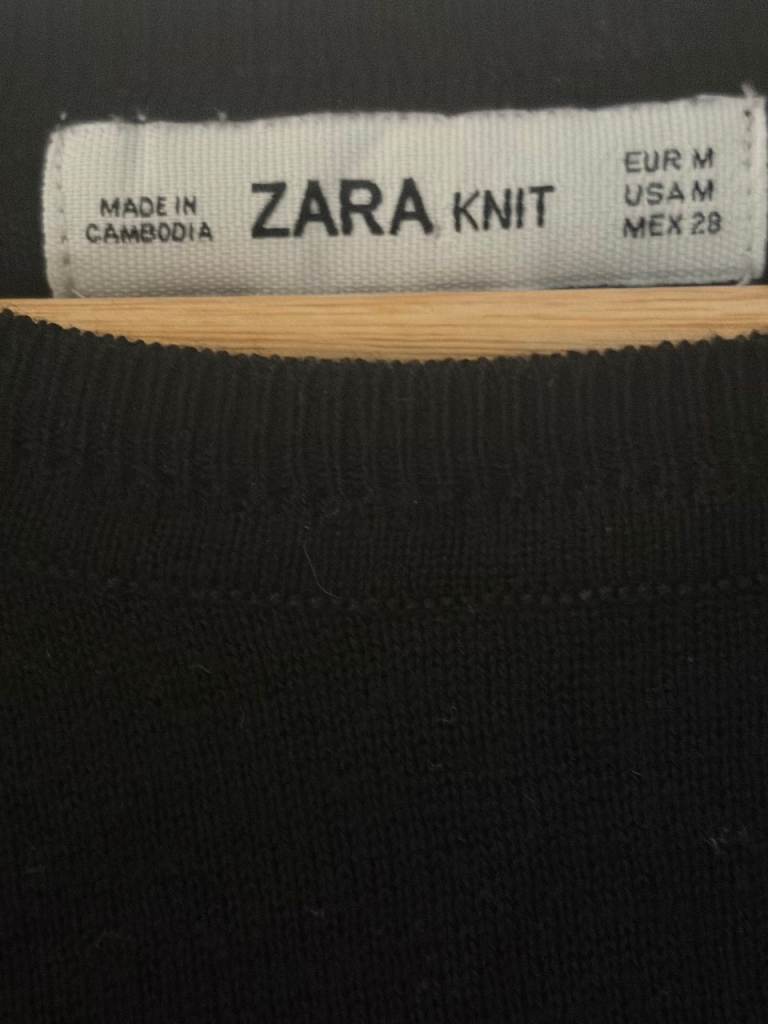 MADE IN
CAMBODIA
ZARA KNIT
EUR M
USA M
MEX 28